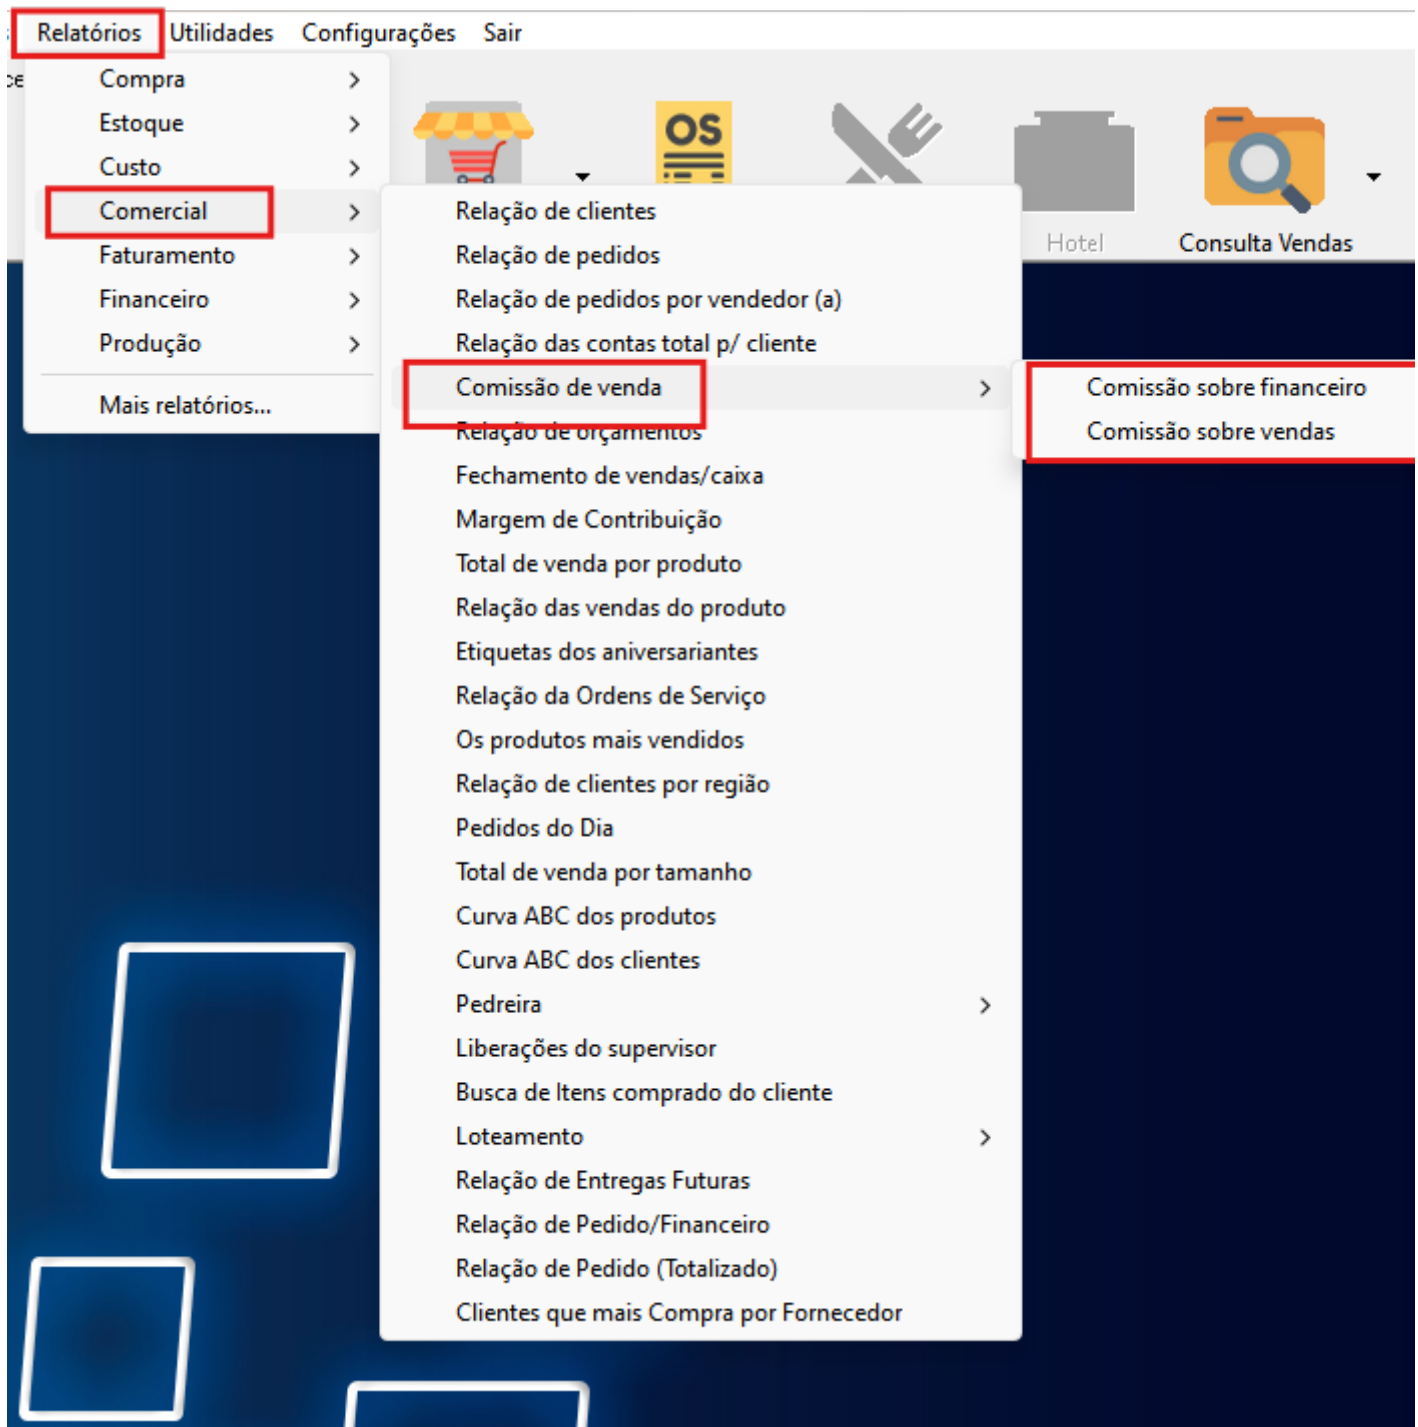 Relatórios Utilidades Configurações Sair
Compra
Estoque
Custo
Comercial
Faturamento
Financeiro
Produção
Mais relatórios...
OS
Hotel
Consulta Vendas
Relação de clientes
Relação de pedidos
Relação de pedidos por vendedor (a)
Relação das contas total p/ cliente
Comissão de venda
Relação de orçamentos
Fechamento de vendas/caixa
Margem de Contribuição
Total de venda por produto
Relação das vendas do produto
Etiquetas dos aniversariantes
Relação da Ordens de Serviço
Os produtos mais vendidos
Relação de clientes por região
Pedidos do Dia
Total de venda por tamanho
Curva ABC dos produtos
Curva ABC dos clientes
Pedreira
Liberações do supervisor
Busca de Itens comprado do cliente
Loteamento
Relação de Entregas Futuras
Relação de Pedido/Financeiro
Relação de Pedido (Totalizado)
Clientes que mais Compra por Fornecedor
Comissão sobre financeiro
Comissão sobre vendas